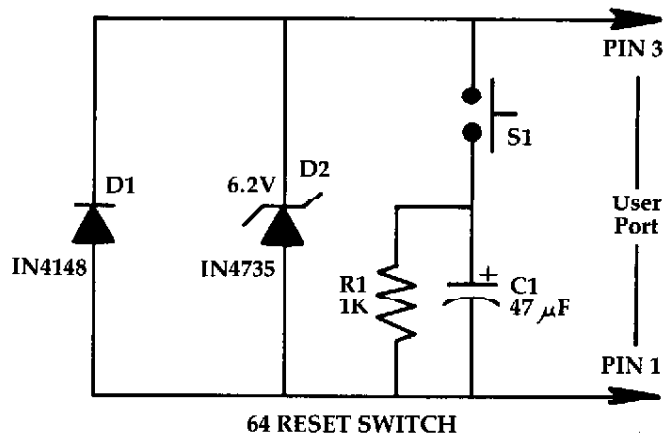 PIN 3
S1
D1
6.2V
D2
User
Port
IN4148
IN4735
R1
1K
+
C1
47 μF
PIN 1
64 RESET SWITCH